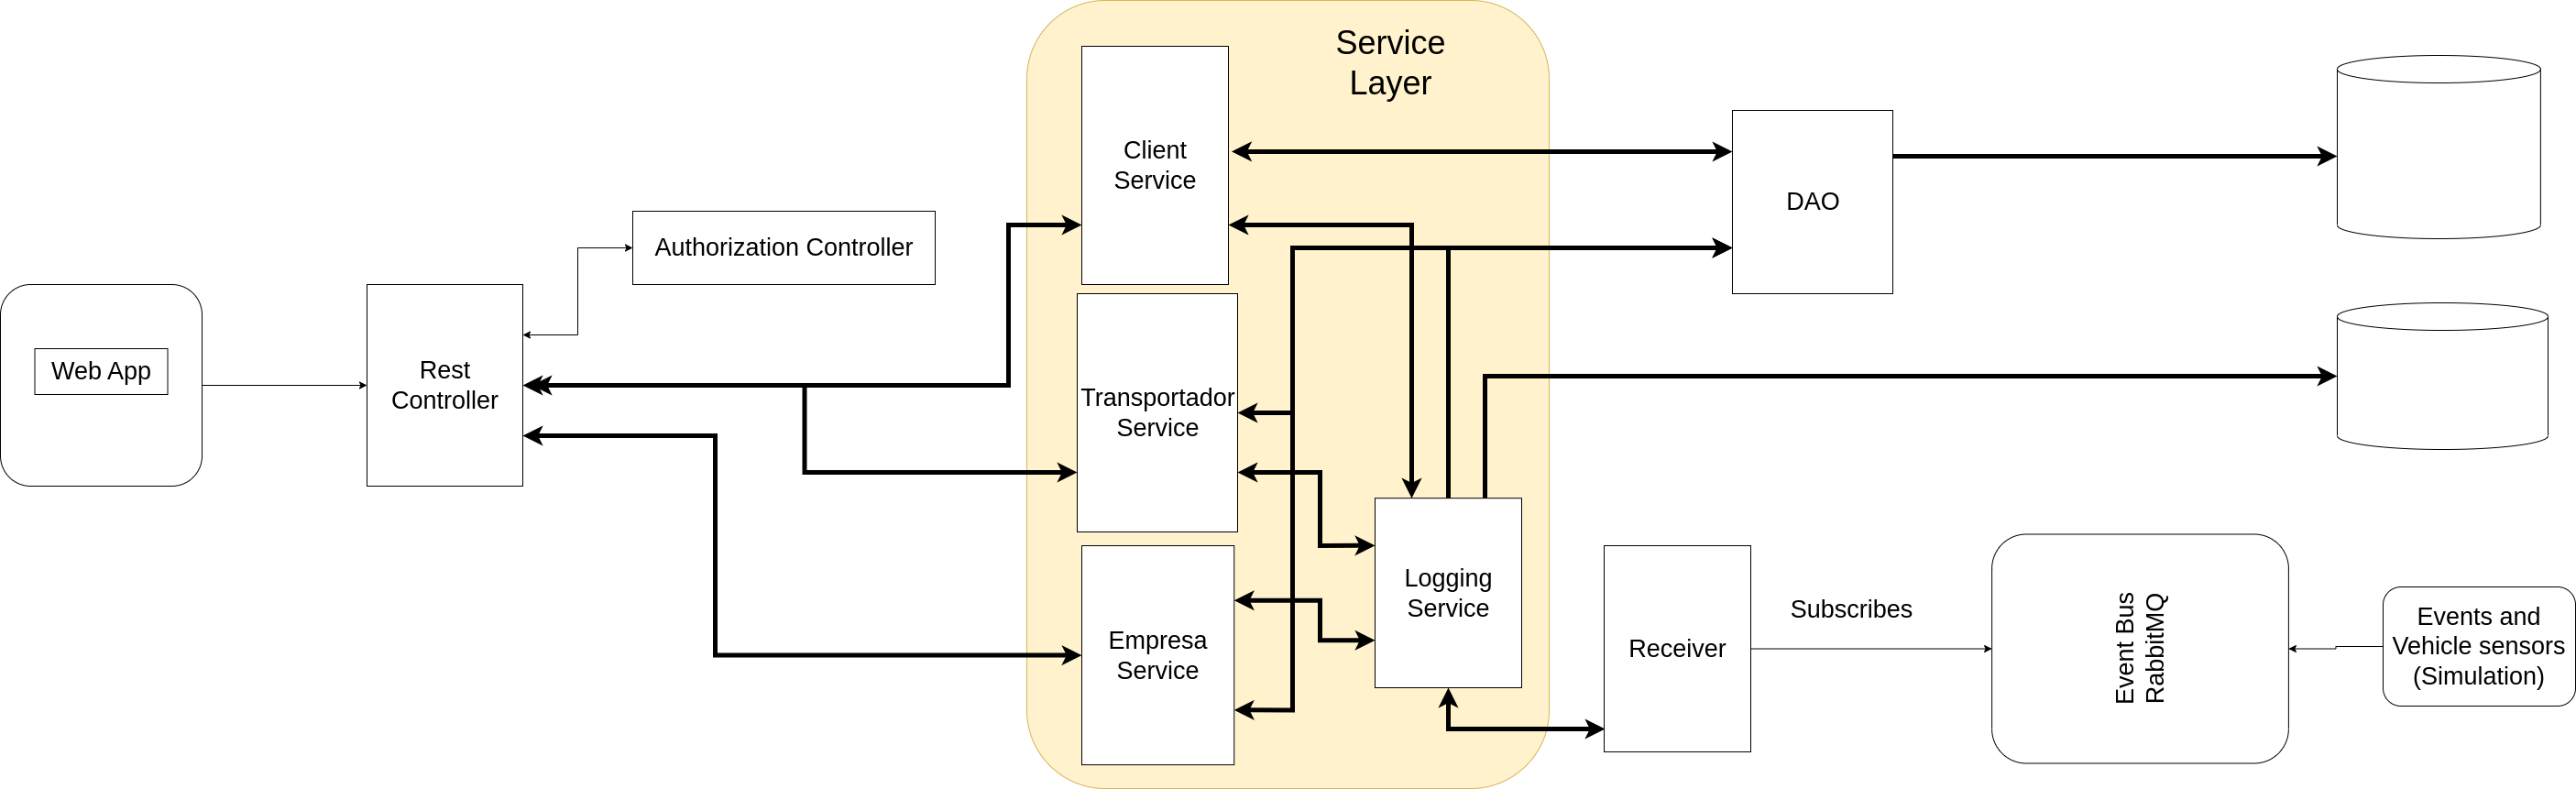 Service
Layer
Client
Service
DAO
Authorization Controller
Web App
Rest
Controller
Transportador
Service
Logging
Service
Empresa
Service
Receiver
Subscribes
Event Bus
RabbitMQ
Events and
Vehicle sensors
(Simulation)